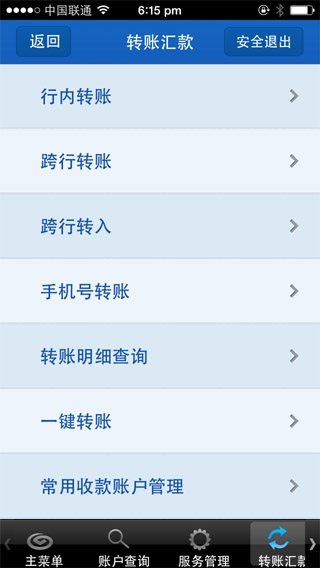 中国联通 6:15 pm
返回 转账汇款 安全退出
行内转账
跨行转账
跨行转入
手机号转账
转账明细查询
一键转账
常用收款账户管理
主菜单 账户查询 服务管理 转账汇款